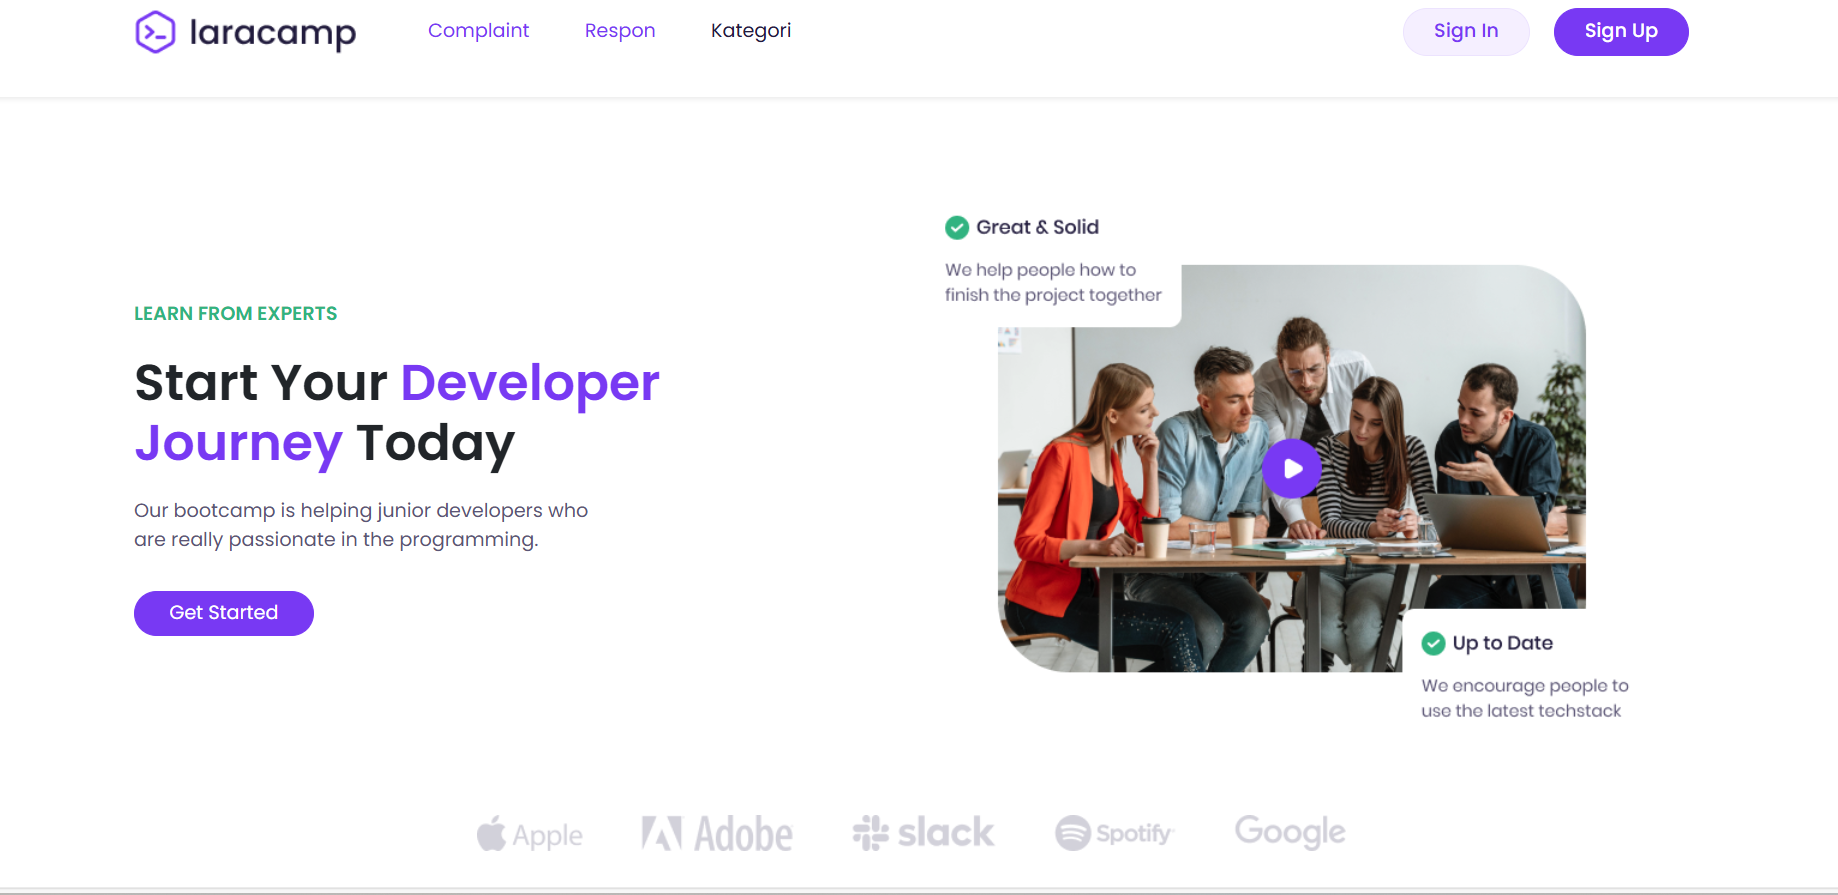 laracamp
Complaint
Respon
Kategori
Sign In
Sign Up
LEARN FROM EXPERTS
Start Your Developer
Journey Today
Our bootcamp is helping junior developers who
are really passionate in the programming.
Get Started
Great & Solid
We help people how to
finish the project together
Up to Date
We encourage people to
use the latest techstack
Apple
Adobe
slack
Spotify
Google